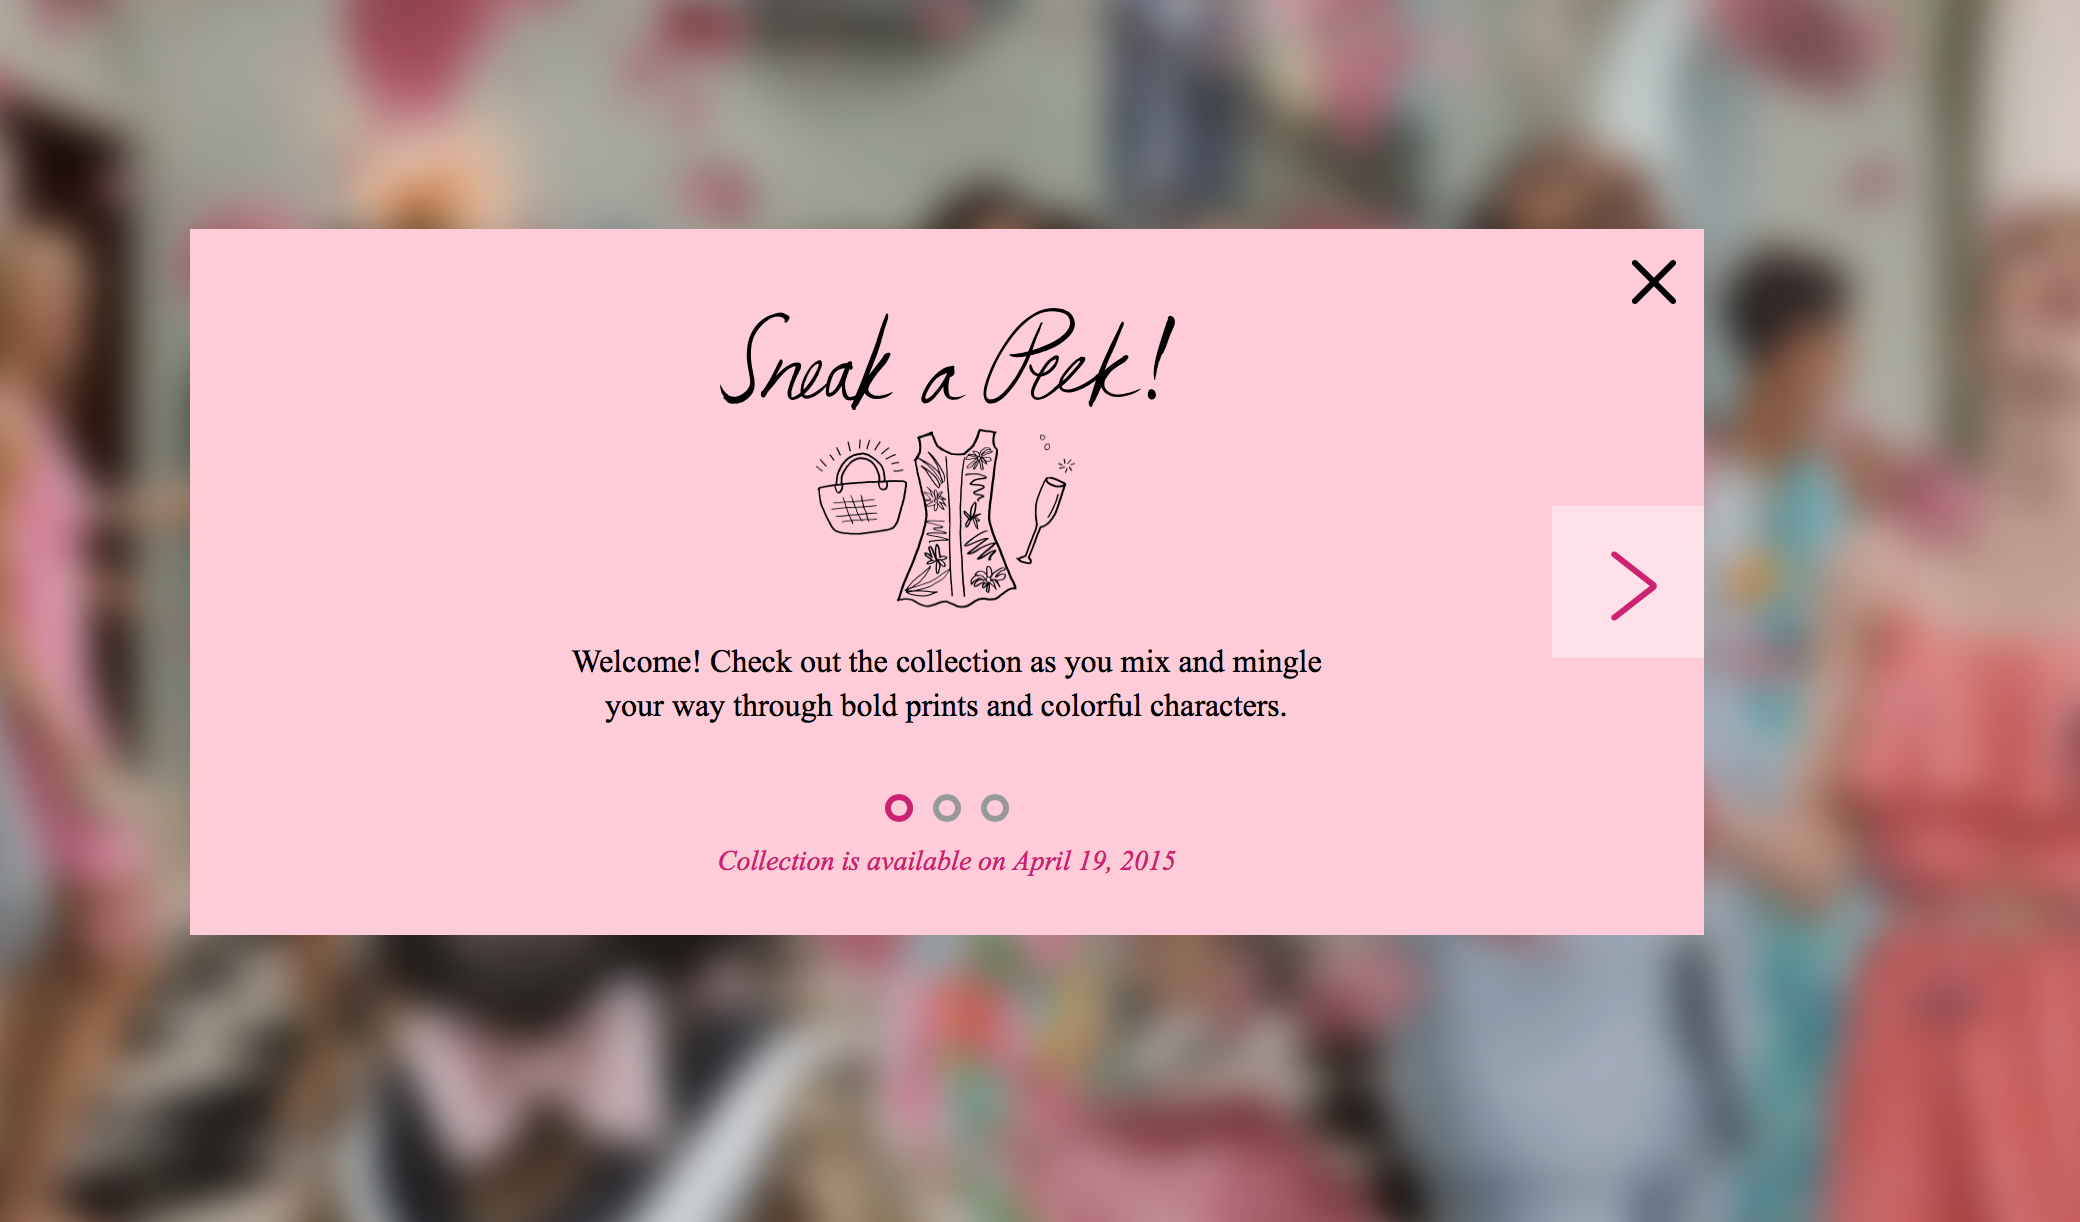 Sneak a Peek!
Welcome! Check out the collection as you mix and mingle
your way through bold prints and colorful characters.
Collection is available on April 19, 2015